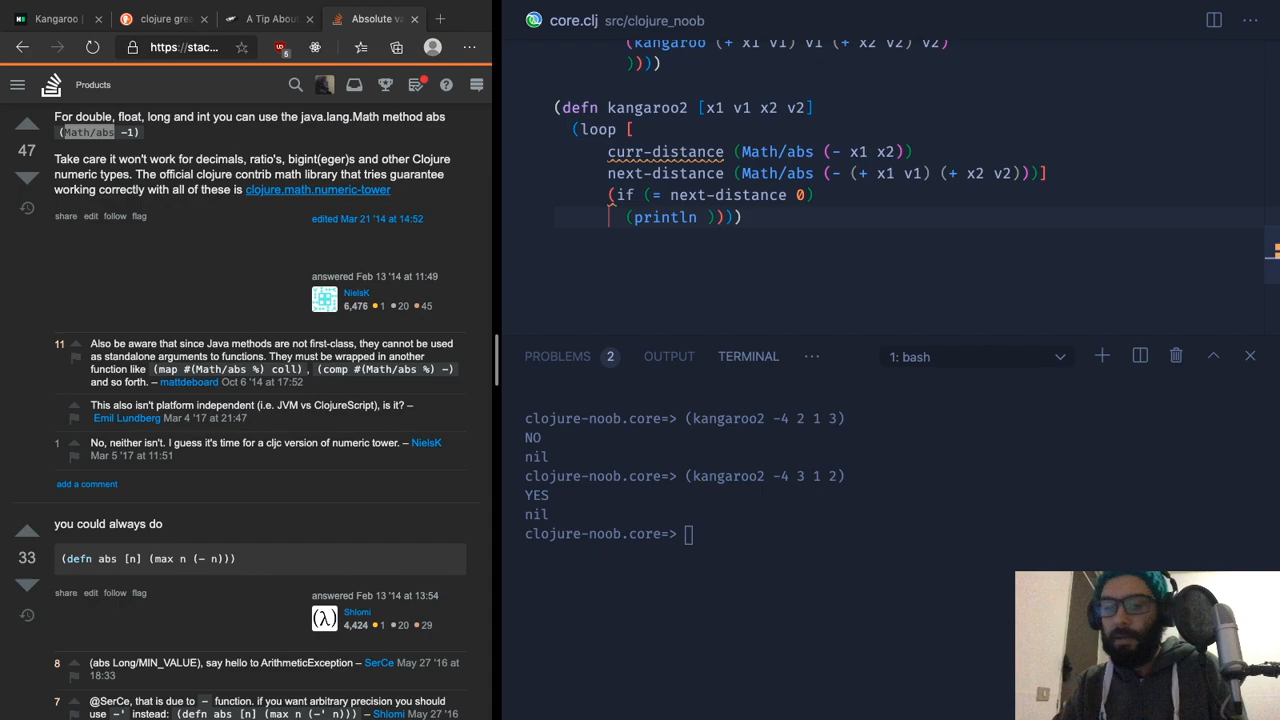 Kangaroo |
clojure grea
A Tip Abou
Absolute va
https://stac...
5
Products
For double, float, long and int you can use the java.lang.Math method abs
(Math/abs -1)
47
Take care it won't work for decimals, ratio's, bigint(eger)s and other Clojure
numeric types. The official clojure contrib math library that tries guarantee
working correctly with all of these is clojure.math.numeric-tower
share edit follow flag
edited Mar 21 '14 at 14:52
answered Feb 13 '14 at 11:49
NielsK
6,476 1 20 45
11
Also be aware that since Java methods are not first-class, they cannot be used
as standalone arguments to functions. They must be wrapped in another
function like (map #(Math/abs %) coll) , (comp #(Math/abs %) -)
and so forth. – mattdeboard Oct 6 '14 at 17:52
This also isn't platform independent (i.e. JVM vs ClojureScript), is it? –
Emil Lundberg Mar 4 '17 at 21:47
1
No, neither isn't. I guess it's time for a cljc version of numeric tower. – NielsK
Mar 5 '17 at 11:51
add a comment
you could always do
33
(defn abs [n] (max n (- n)))
share edit follow flag
answered Feb 13 '14 at 13:54
(λ)
Shlomi
4,424 1 20 29
8
(abs Long/MIN_VALUE), say hello to ArithmeticException – SerCe May 27 '16 at
18:33
7
@SerCe, that is due to - function. if you want arbitrary precision you should
use -' instead: (defn abs [n] (max n (-' n))) – Shlomi May 27 '16
core.clj src/clojure_noob
(kangaroo (+ x1 v1) v1 (+ x2 v2) v2)
))))
(defn kangaroo2 [x1 v1 x2 v2]
(loop [
curr-distance (Math/abs (- x1 x2))
next-distance (Math/abs (- (+ x1 v1) (+ x2 v2)))]
(if (= next-distance 0)
(println ))))
PROBLEMS 2 OUTPUT TERMINAL ... 1: bash
clojure-noob.core=> (kangaroo2 -4 2 1 3)
NO
nil
clojure-noob.core=> (kangaroo2 -4 3 1 2)
YES
nil
clojure-noob.core=>